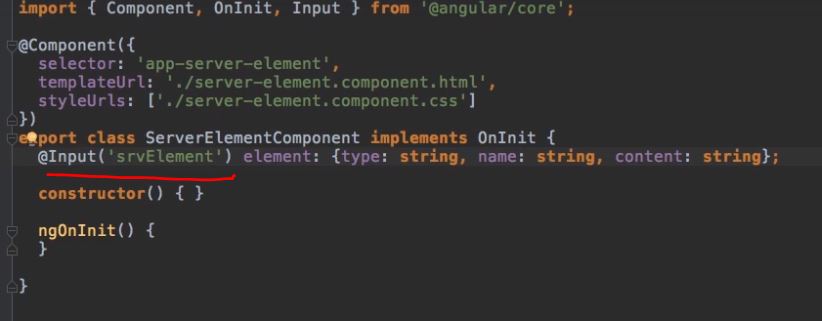 import { Component, OnInit, Input } from '@angular/core';
@Component({
selector: 'app-server-element',
templateUrl: './server-element.component.html',
styleUrls: ['./server-element.component.css']
})
export class ServerElementComponent implements OnInit {
@Input('srvElement') element: {type: string, name: string, content: string};
constructor() { }
ngOnInit() {
}
}